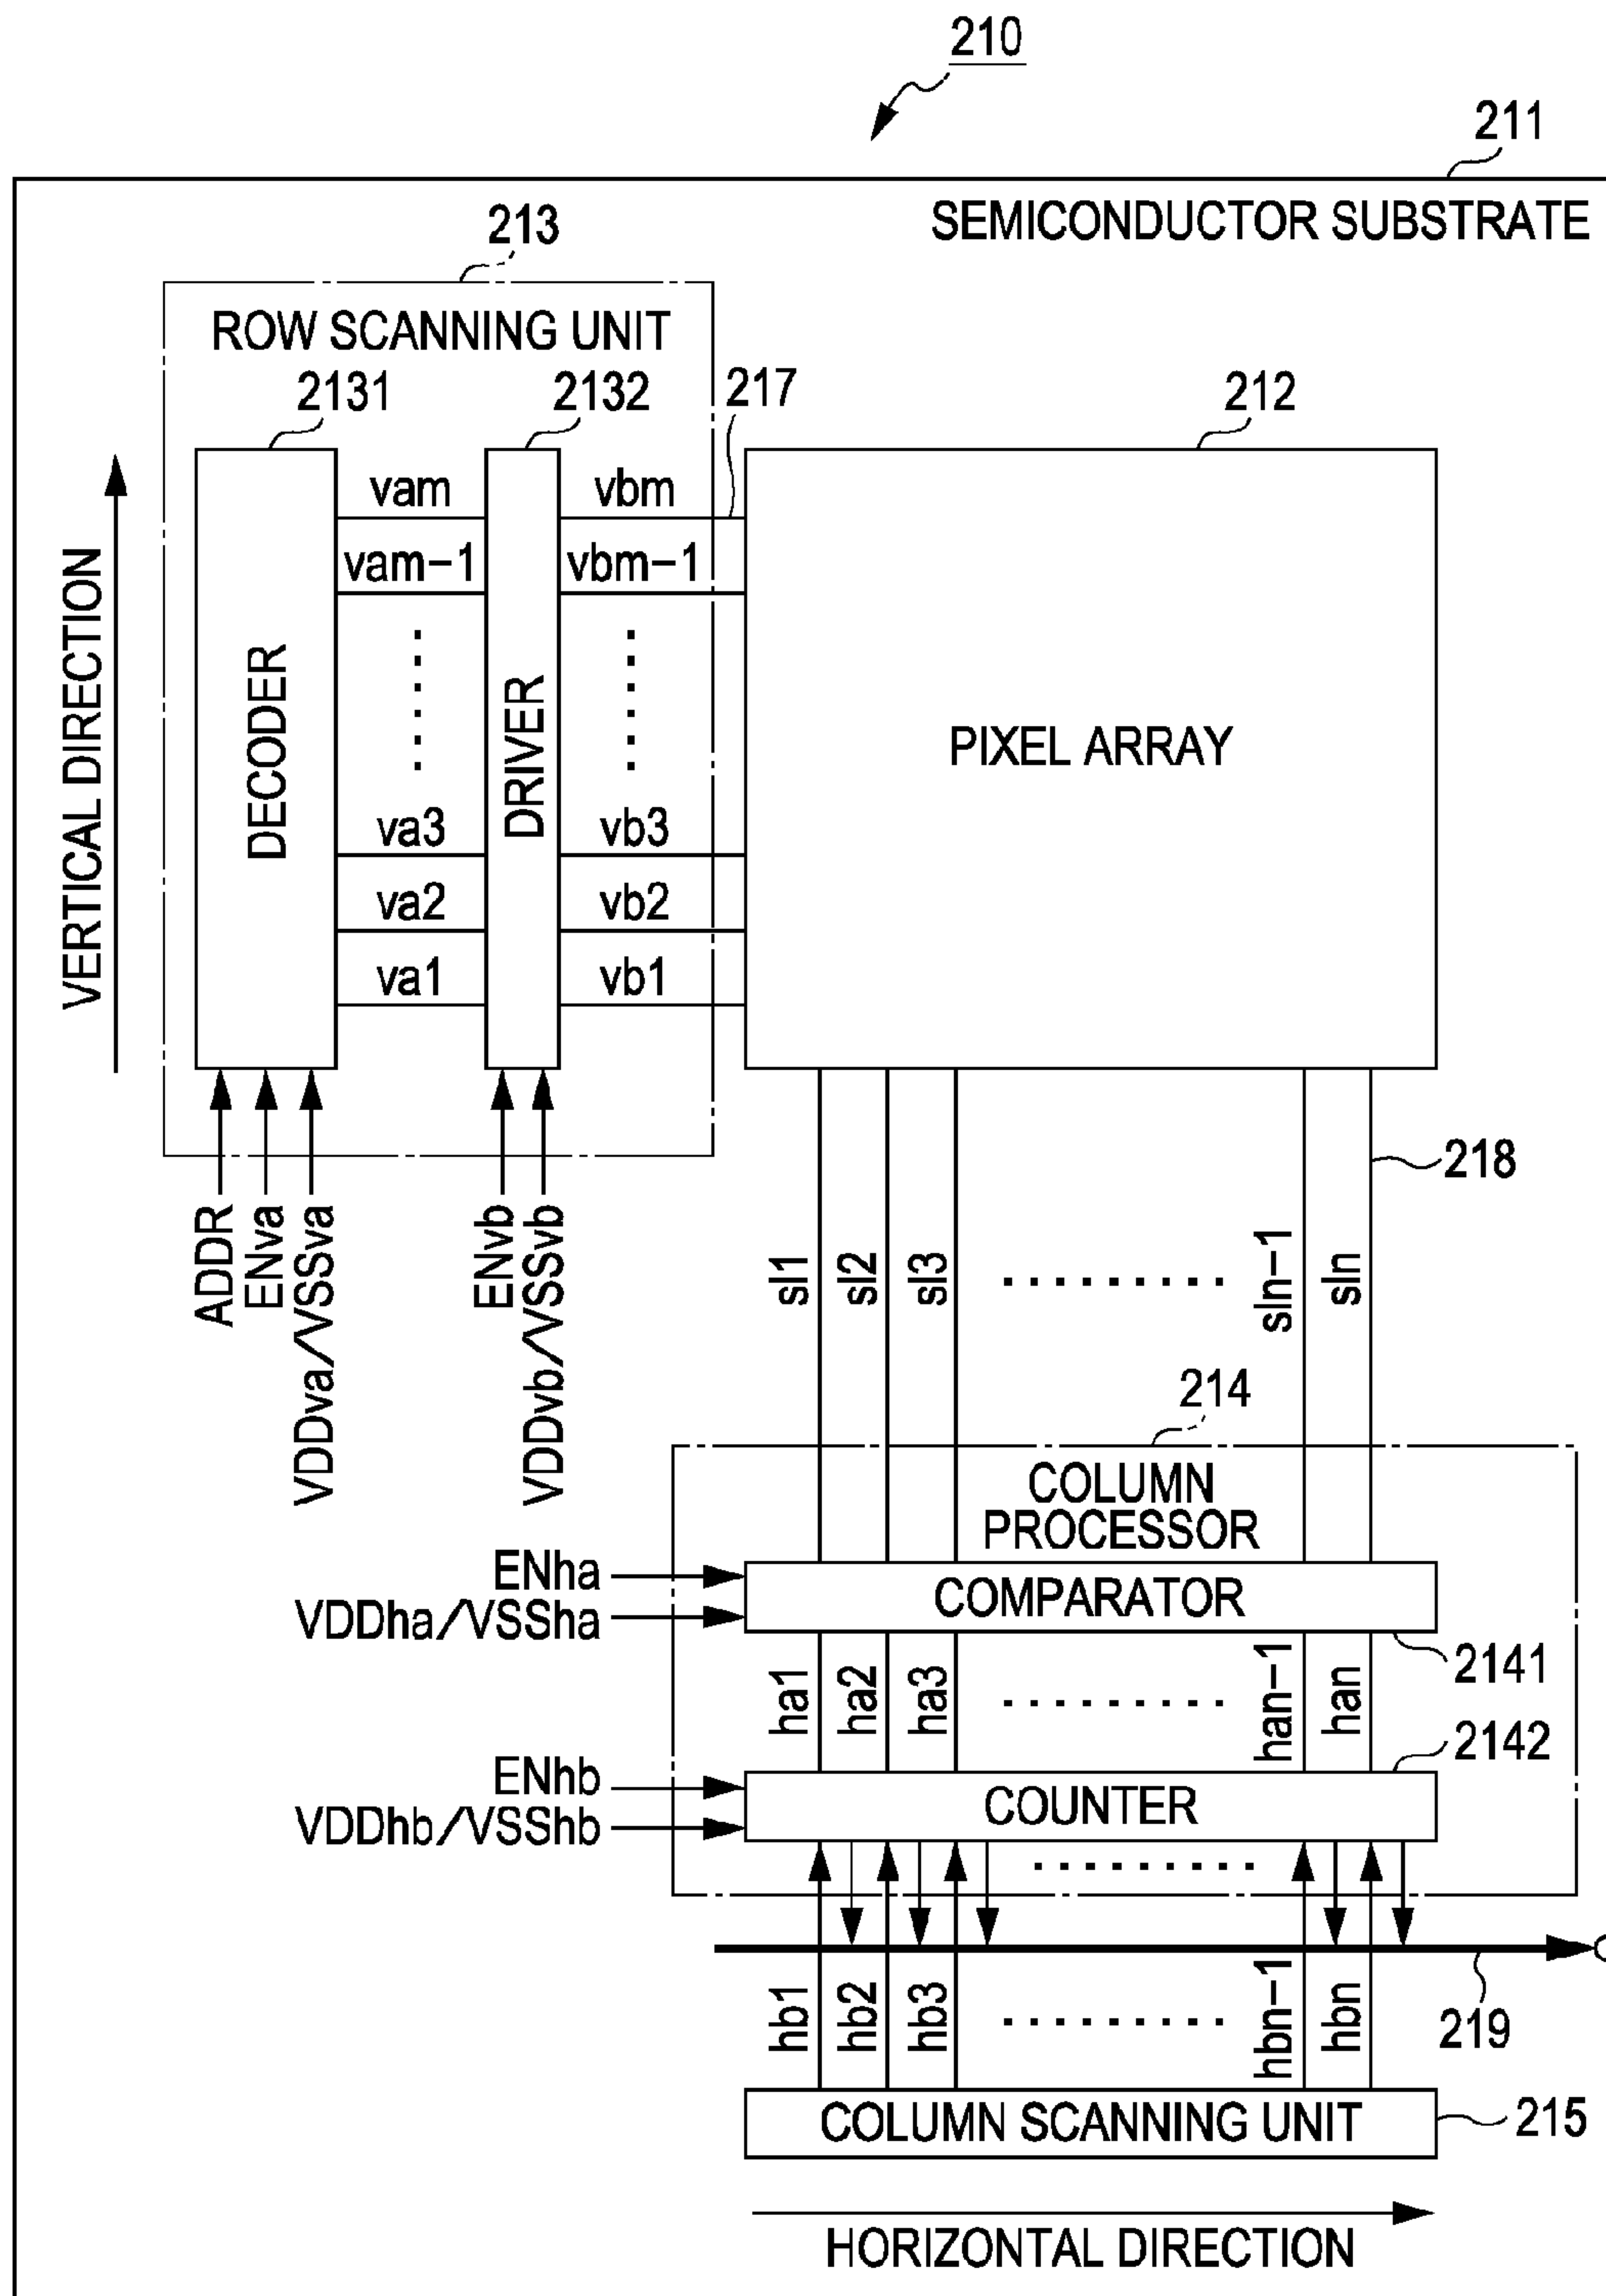 210
211
SEMICONDUCTOR SUBSTRATE
213
ROW SCANNING UNIT
2131
2132
217
212
VERTICAL DIRECTION
DECODER
DRIVER
PIXEL ARRAY
vam
vbm
vam-1
vbm-1
va3
vb3
va2
vb2
va1
vb1
218
ADDR
ENva
VDDva/VSSva
ENvb
VDDvb/VSSvb
sl1
sl2
sl3
sln-1
sln
214
COLUMN
PROCESSOR
ENha
VDDha/VSSha
COMPARATOR
2141
ha1
ha2
ha3
han-1
han
2142
ENhb
VDDhb/VSShb
COUNTER
hb1
hb2
hb3
hbn-1
hbn
219
COLUMN SCANNING UNIT
215
HORIZONTAL DIRECTION